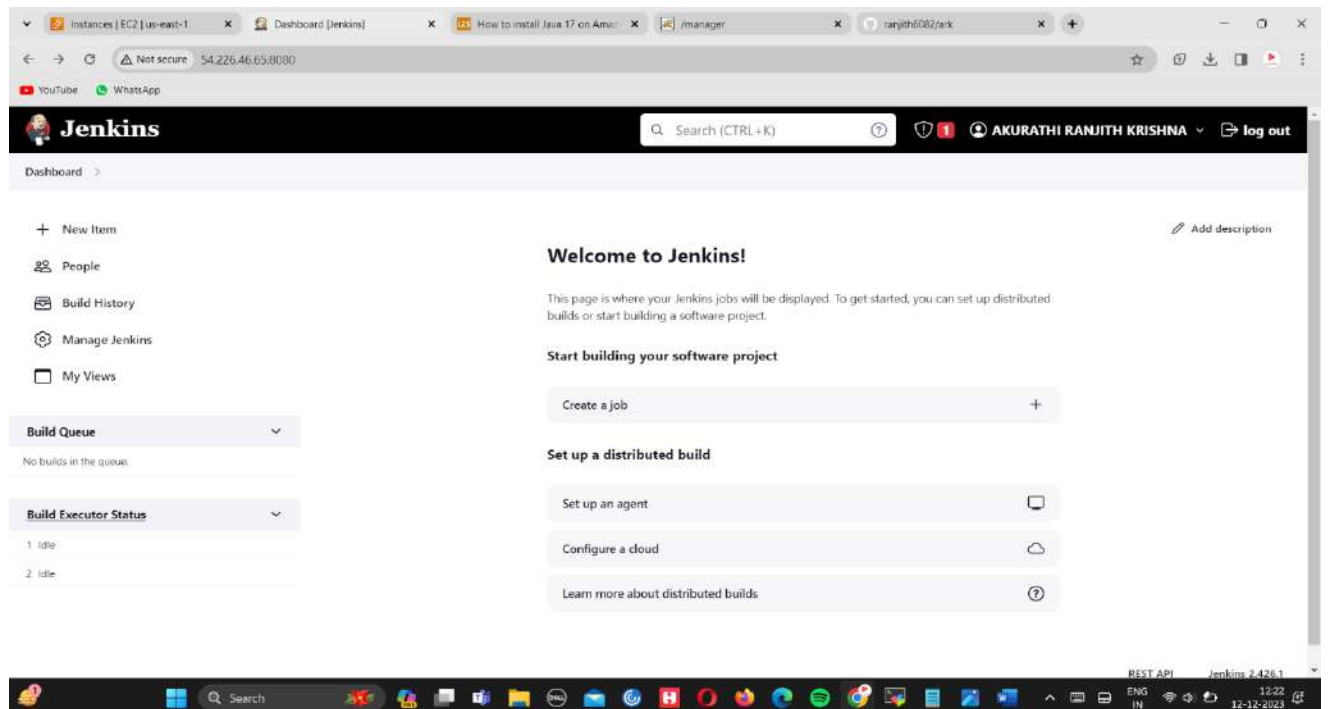 Instances | EC2 | us-east-1
Dashboard [Jenkins]
How to install Java 17 on Amaz
/manager
ranjith6082/ark
Not secure 54.226.46.65:8080
YouTube WhatsApp
Jenkins
Search (CTRL+K)
1
AKURATHI RANJITH KRISHNA
log out
Dashboard
New Item
Add description
People
Build History
Manage Jenkins
My Views
Build Queue
No builds in the queue.
Build Executor Status
1 Idle
2 Idle
Welcome to Jenkins!
This page is where your Jenkins jobs will be displayed. To get started, you can set up distributed
builds or start building a software project.
Start building your software project
Create a job
Set up a distributed build
Set up an agent
Configure a cloud
Learn more about distributed builds
REST API Jenkins 2.426.1
Search
ENG
IN
12:22
12-12-2023